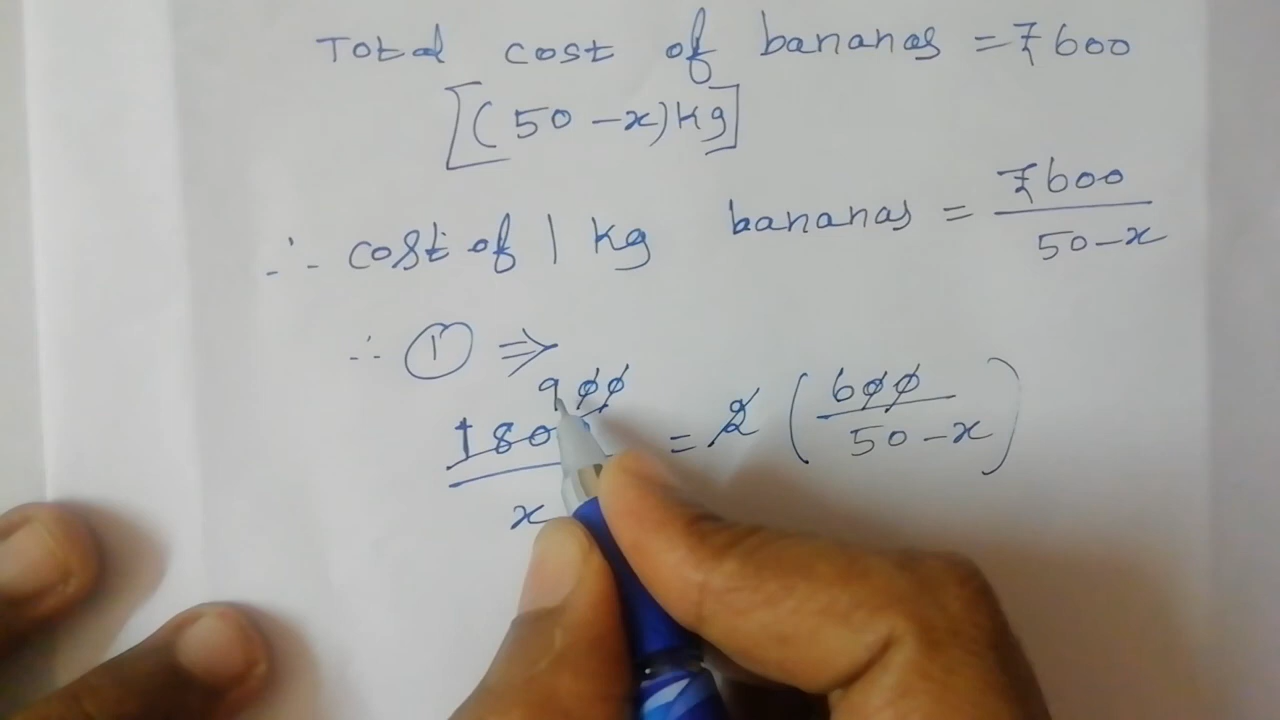 Total cost of bananas = ₹600
[(50-x)kg]
∴ cost of 1 kg bananas = ₹600/50-x
∴ ① ⇒
900
180 / x = 2 (600/50-x)